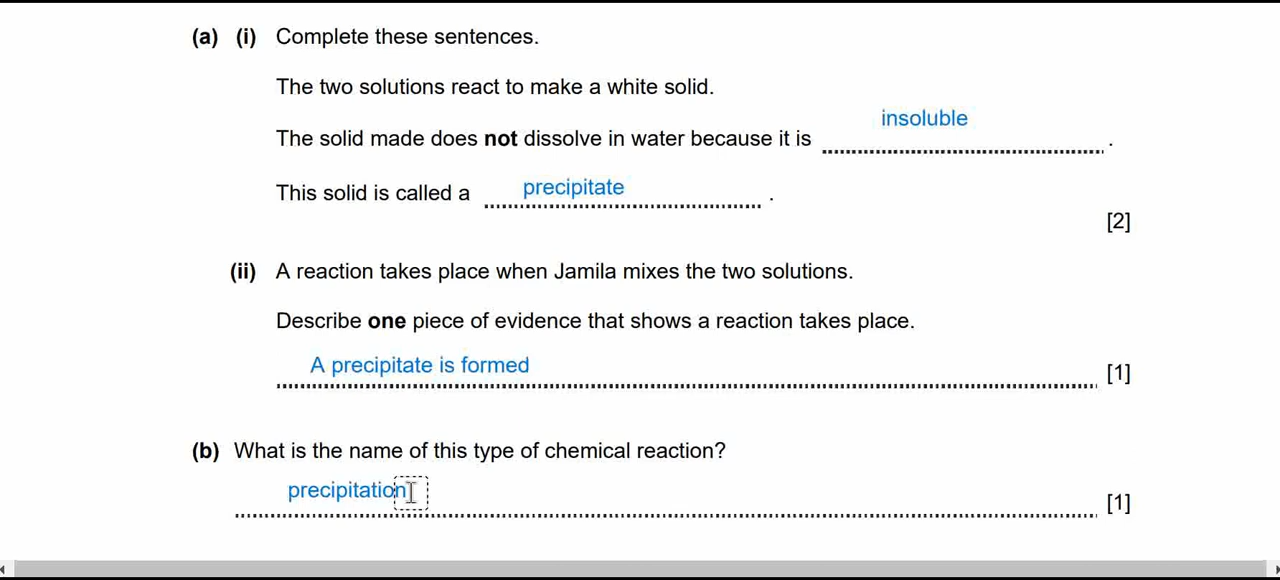 (a) (i) Complete these sentences.
The two solutions react to make a white solid.
The solid made does not dissolve in water because it is insoluble .
This solid is called a precipitate .
[2]
(ii) A reaction takes place when Jamila mixes the two solutions.
Describe one piece of evidence that shows a reaction takes place.
A precipitate is formed [1]
(b) What is the name of this type of chemical reaction?
precipitation [1]